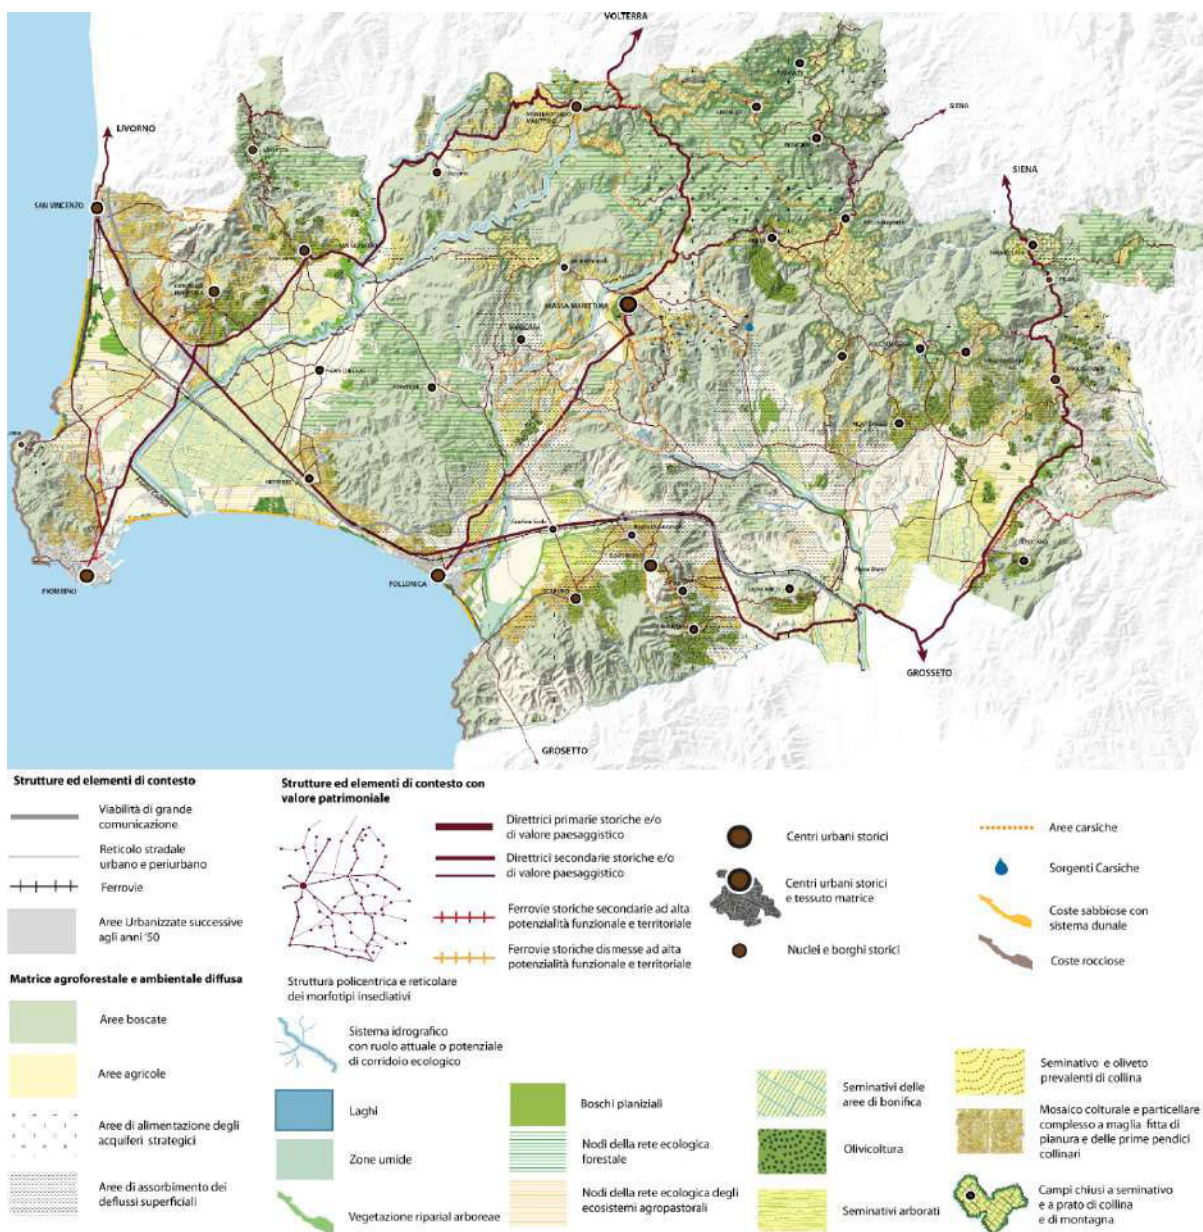 VOLTERRA
LIVORNO
SIENA
SIENA
SAN VINCENZO
MASSA MARITTIMA
PIOMBINO
FOLLONICA
SCARLINO
GROSSETO
GROSETTO
Strutture ed elementi di contesto
Viabilità di grande
comunicazione
Reticolo stradale
urbano e periurbano
Ferrovie
Aree Urbanizzate successive
agli anni '50
Matrice agroforestale e ambientale diffusa
Aree boscate
Aree agricole
Aree di alimentazione degli
acquiferi strategici
Aree di assorbimento dei
deflussi superficiali
Strutture ed elementi di contesto con
valore patrimoniale
Struttura policentrica e reticolare
dei morfotipi insediativi
Direttrici primarie storiche e/o
di valore paesaggistico
Direttrici secondarie storiche e/o
di valore paesaggistico
Ferrovie storiche secondarie ad alta
potenzialità funzionale e territoriale
Ferrovie storiche dismesse ad alta
potenzialità funzionale e territoriale
Centri urbani storici
Centri urbani storici
e tessuto matrice
Nuclei e borghi storici
Aree carsiche
Sorgenti Carsiche
Coste sabbiose con
sistema dunale
Coste rocciose
Sistema idrografico
con ruolo attuale o potenziale
di corridoio ecologico
Laghi
Zone umide
Vegetazione riparial arboreae
Boschi planiziali
Nodi della rete ecologica
forestale
Nodi della rete ecologica degli
ecosistemi agropastorali
Seminativi delle
aree di bonifica
Olivicoltura
Seminativi arborati
Seminativo e oliveto
prevalenti di collina
Mosaico colturale e particellare
complesso a maglia fitta di
pianura e delle prime pendici
collinari
Campi chiusi a seminativo
e a prato di collina
e di montagna